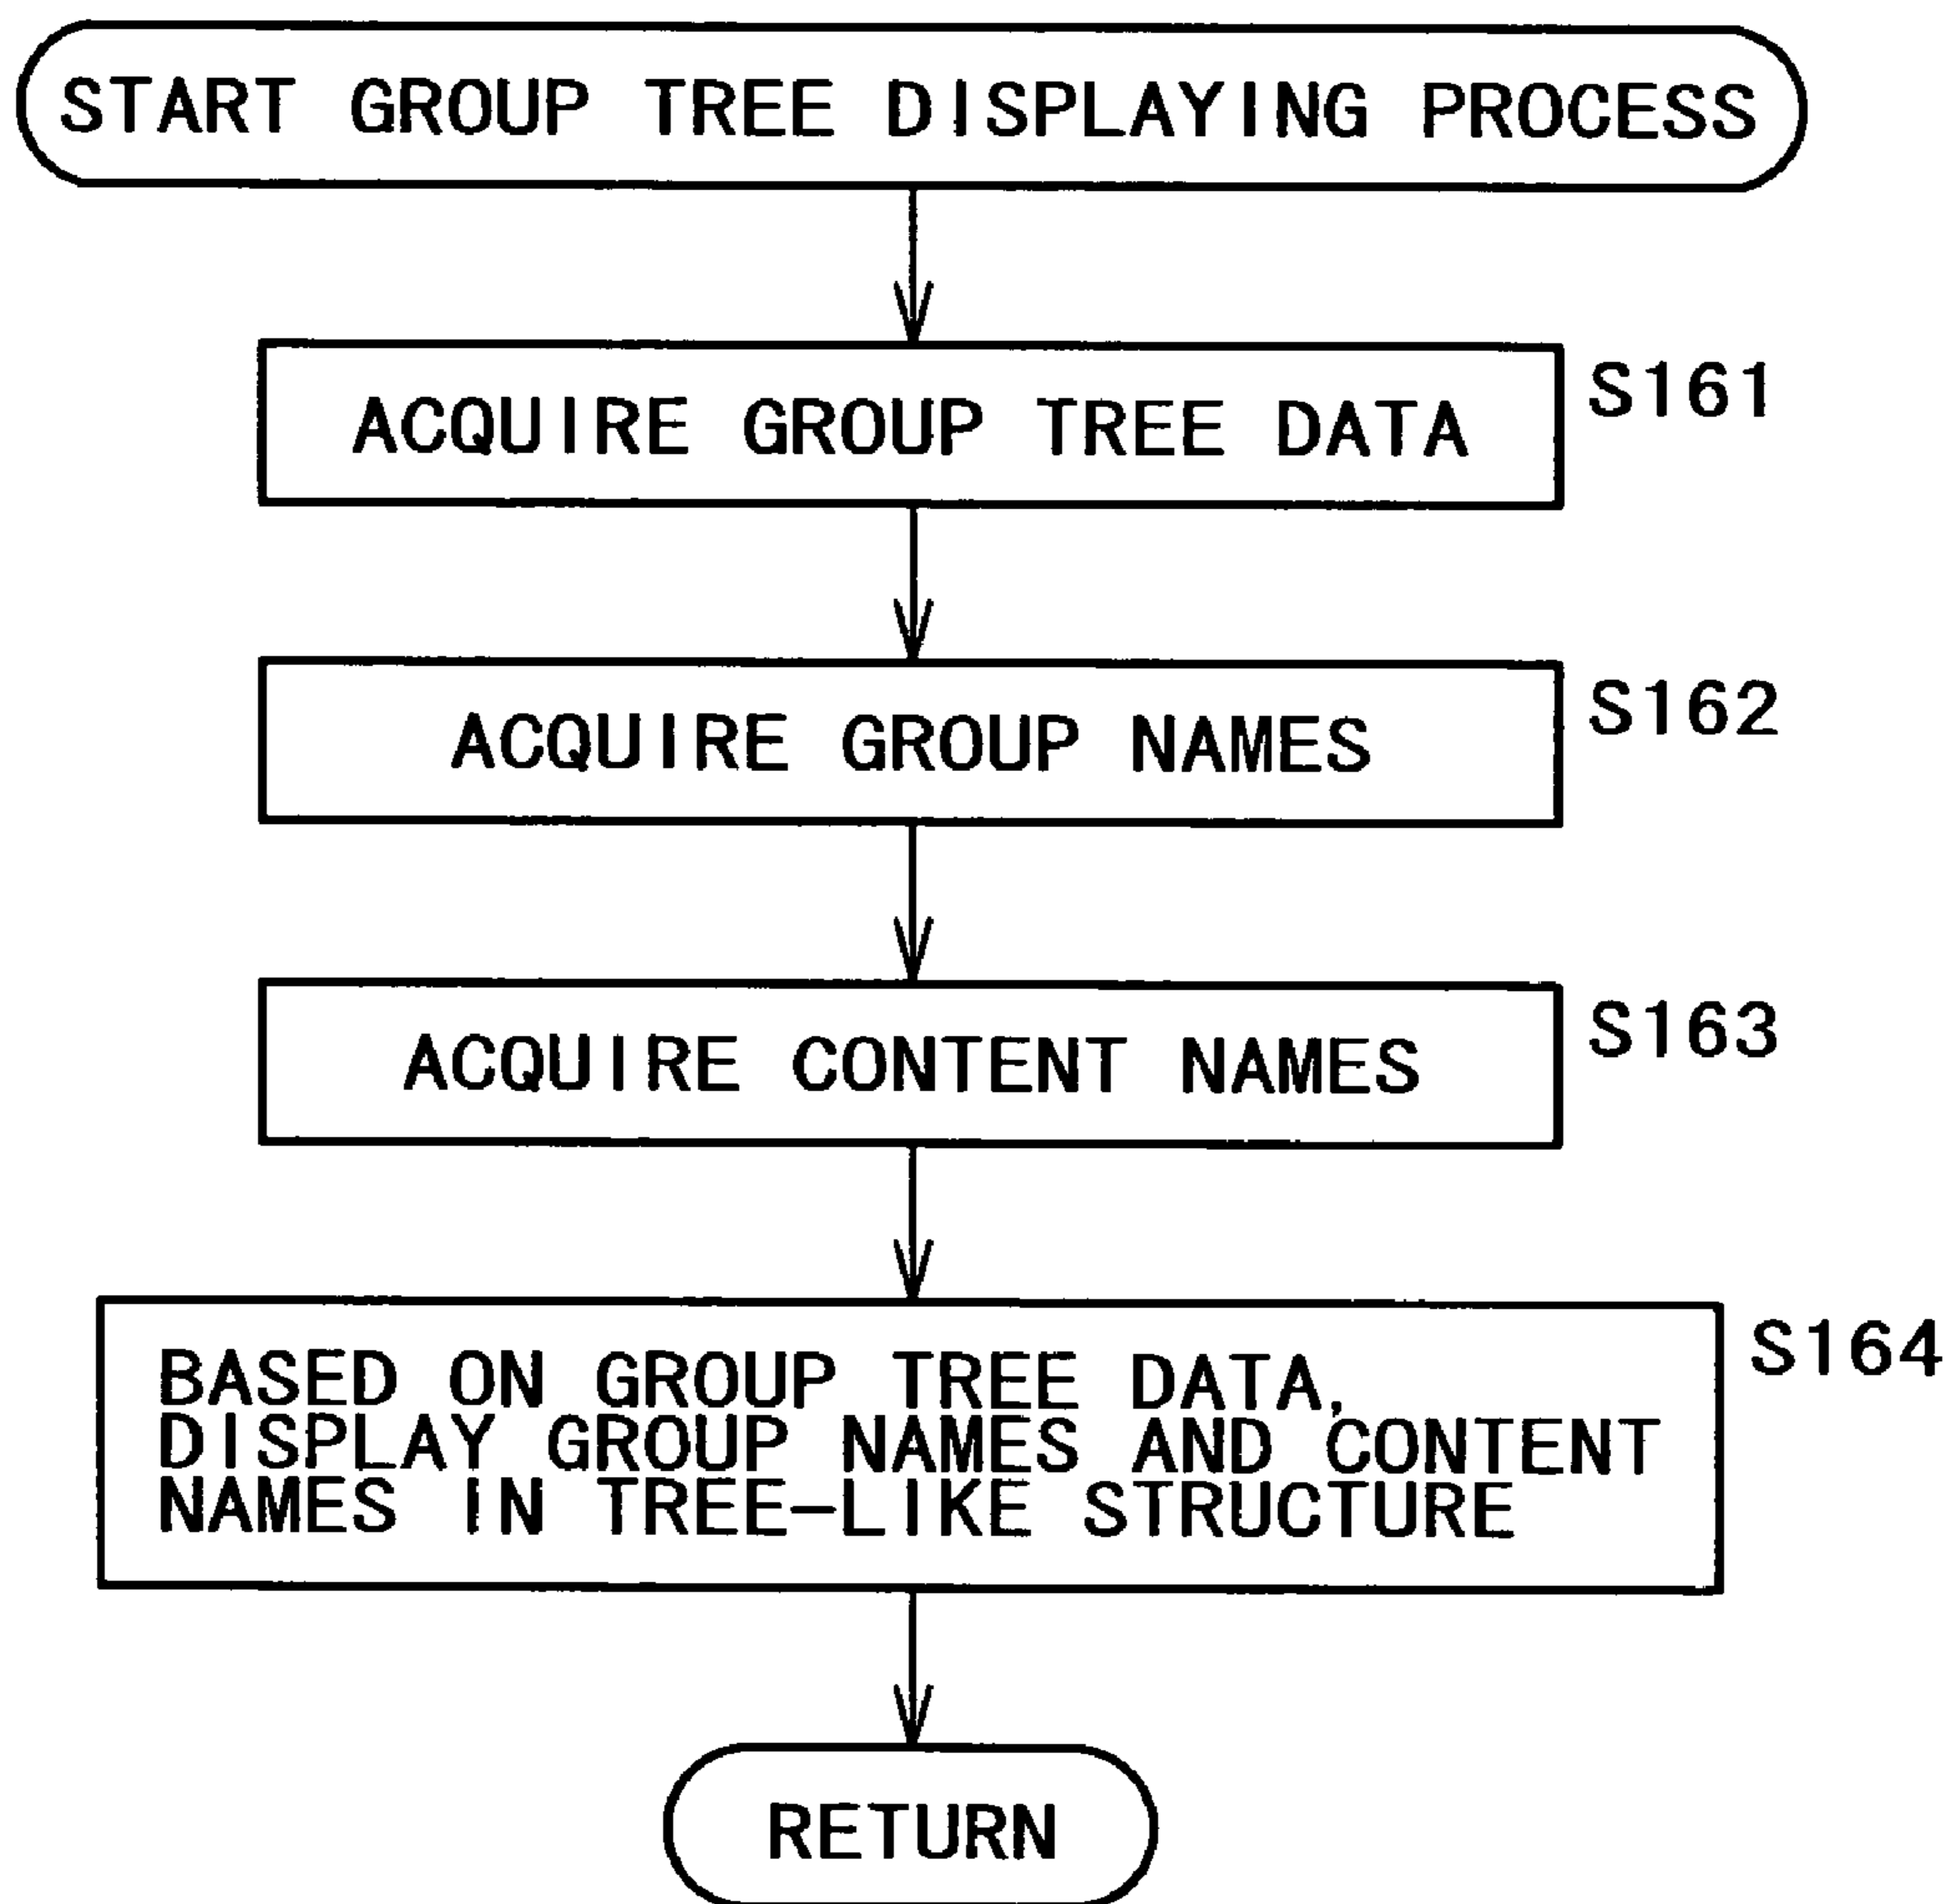 START GROUP TREE DISPLAYING PROCESS
ACQUIRE GROUP TREE DATA
S161
ACQUIRE GROUP NAMES
S162
ACQUIRE CONTENT NAMES
S163
BASED ON GROUP TREE DATA,
DISPLAY GROUP NAMES AND CONTENT
NAMES IN TREE-LIKE STRUCTURE
S164
RETURN